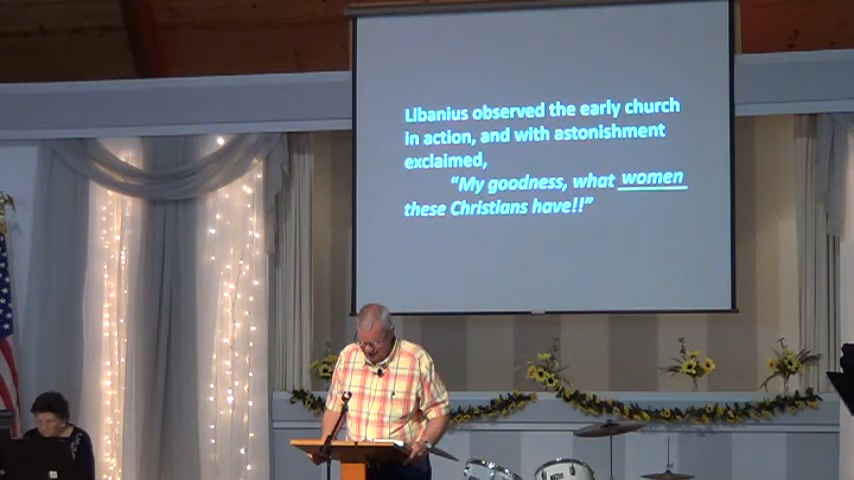 Libanius observed the early church
in action, and with astonishment
exclaimed,
“My goodness, what women
these Christians have!!”